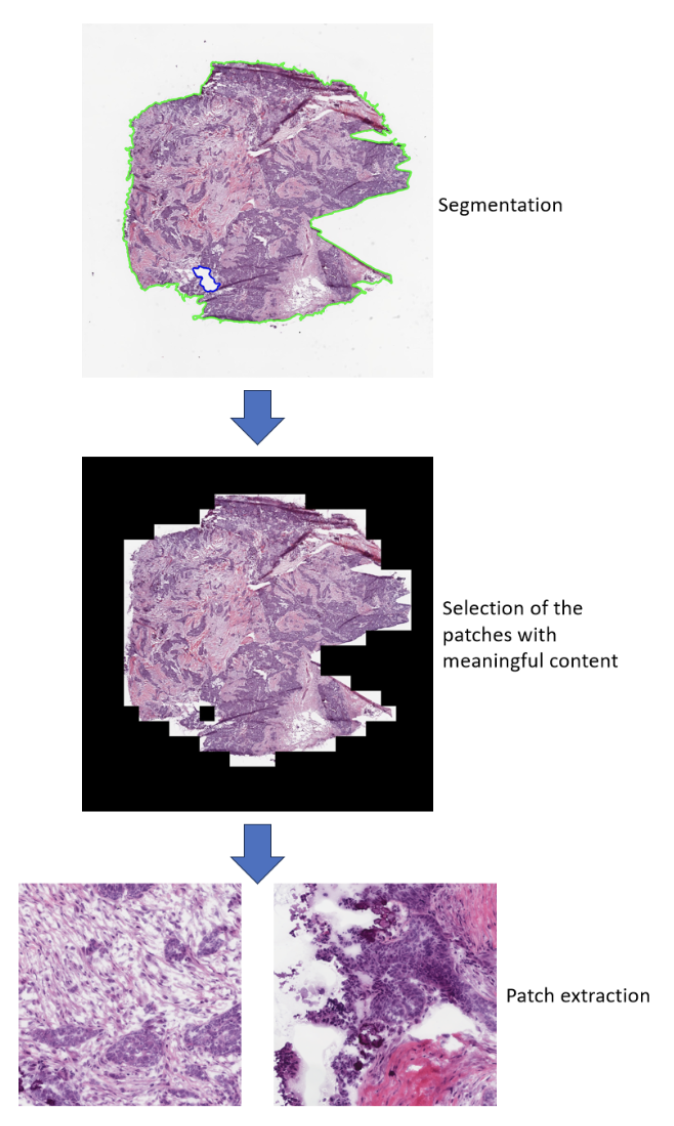 Segmentation
Selection of the
patches with
meaningful content
Patch extraction